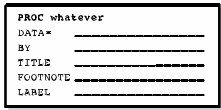 PROC whatever
DATA=
BY
TITLE
FOOTNOTE
LABEL